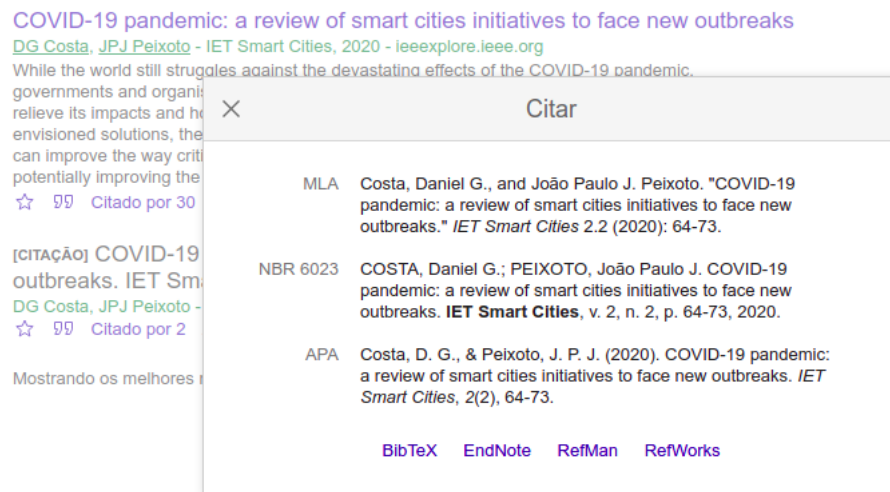 COVID-19 pandemic: a review of smart cities initiatives to face new outbreaks
DG Costa, JPJ Peixoto - IET Smart Cities, 2020 - ieeexplore.ieee.org
While the world still struggles against the devastating effects of the COVID-19 pandemic,
governments and
relieve its impacts and
envisioned solutions, the
can improve the way
potentially improving the
Citado por 30
[CITAÇÃO] COVID-19
outbreaks. IET
DG Costa, JPJ Peixoto -
Citado por 2
Mostrando os melhores
Citar
MLA Costa, Daniel G., and João Paulo J. Peixoto. "COVID-19
pandemic: a review of smart cities initiatives to face new
outbreaks." IET Smart Cities 2.2 (2020): 64-73.
NBR 6023 COSTA, Daniel G.; PEIXOTO, João Paulo J. COVID-19
pandemic: a review of smart cities initiatives to face new
outbreaks. IET Smart Cities, v. 2, n. 2, p. 64-73, 2020.
APA Costa, D. G., & Peixoto, J. P. J. (2020). COVID-19 pandemic:
a review of smart cities initiatives to face new outbreaks. IET
Smart Cities, 2(2), 64-73.
BibTeX EndNote RefMan RefWorks